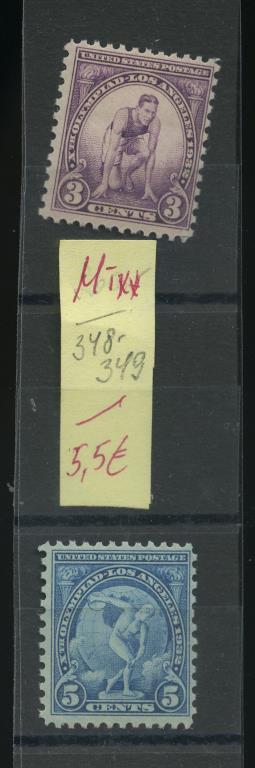 UNITED STATES POSTAGE
Xth OLYMPIAD-LOS ANGELES 1932
3 3
CENTS
Mi**
348-
349
5,5€
UNITED STATES POSTAGE
Xth OLYMPIAD-LOS ANGELES 1932
5 5
CENTS